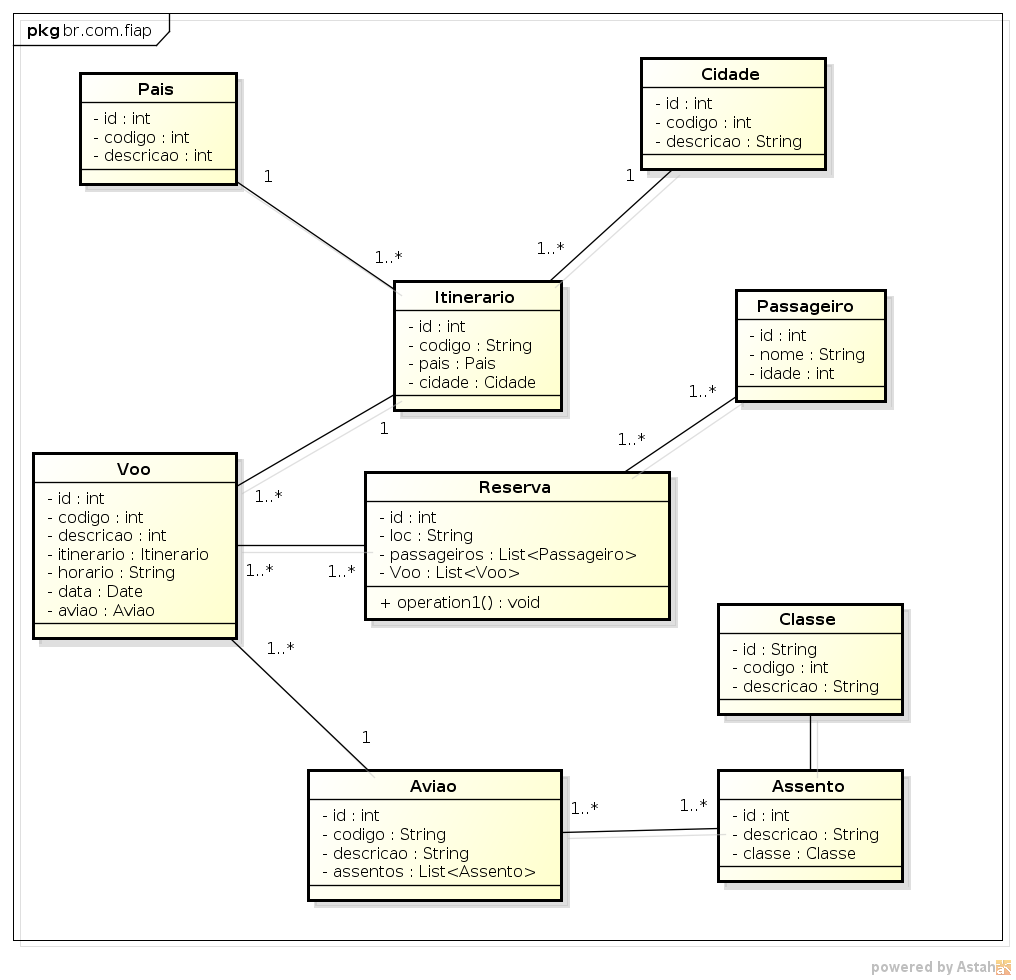 pkg br.com.fiap
Pais
- id : int
- codigo : int
- descricao : int
Cidade
- id : int
- codigo : int
- descricao : String
1
1
1..*
1..*
Itinerario
- id : int
- codigo : String
- pais : Pais
- cidade : Cidade
Passageiro
- id : int
- nome : String
- idade : int
1..*
1..*
1
1..*
Voo
- id : int
- codigo : int
- descricao : int
- itinerario : Itinerario
- horario : String
- data : Date
- aviao : Aviao
Reserva
- id : int
- loc : String
- passageiros : List<Passageiro>
- Voo : List<Voo>
+ operation1() : void
1..*
1..*
1..*
1
Classe
- id : String
- codigo : int
- descricao : String
Aviao
- id : int
- codigo : String
- descricao : String
- assentos : List<Assento>
1..*
1..*
Assento
- id : int
- descricao : String
- classe : Classe
powered by Astah